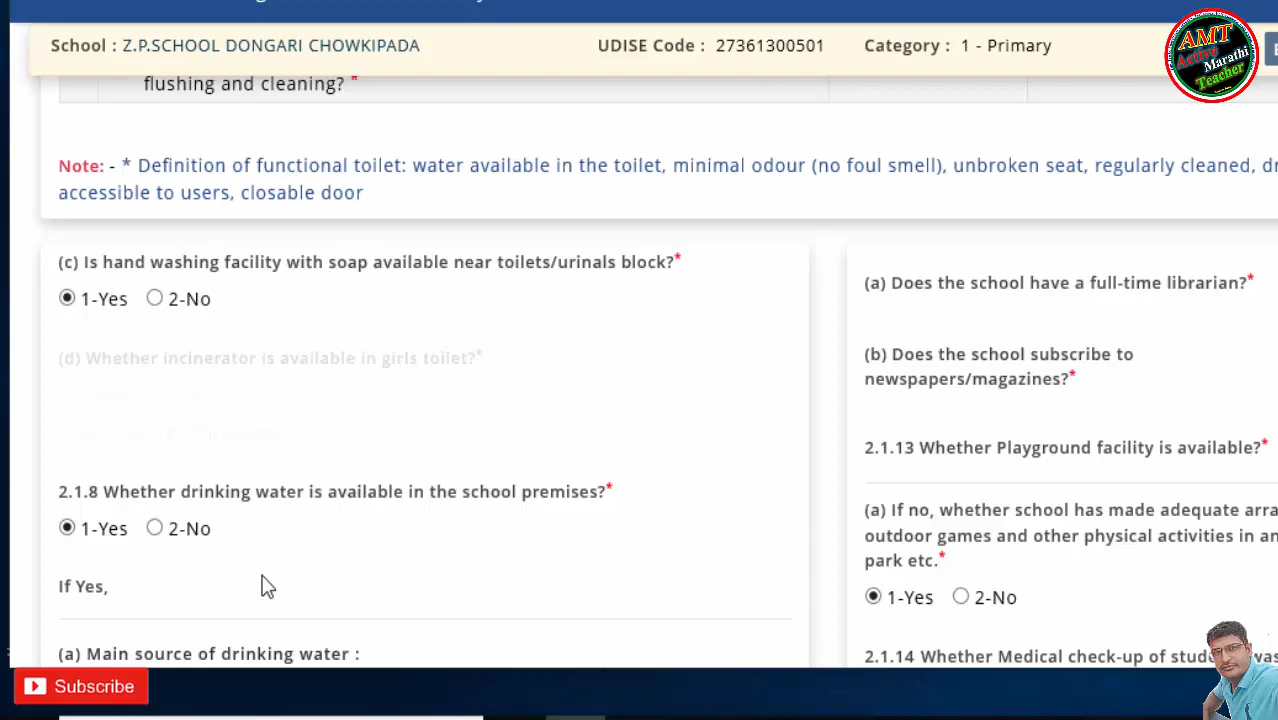 School : Z.P.SCHOOL DONGARI CHOWKIPADA UDISE Code : 27361300501 Category : 1 - Primary
AMT
Active
Marathi
Teacher
flushing and cleaning? *
Note: - * Definition of functional toilet: water available in the toilet, minimal odour (no foul smell), unbroken seat, regularly cleaned,
accessible to users, closable door
(c) Is hand washing facility with soap available near toilets/urinals block?*
1-Yes 2-No
(d) Whether incinerator is available in girls toilet?*
2.1.8 Whether drinking water is available in the school premises?*
1-Yes 2-No
If Yes,
(a) Main source of drinking water :
(a) Does the school have a full-time librarian?*
(b) Does the school subscribe to
newspapers/magazines?*
2.1.13 Whether Playground facility is available?*
(a) If no, whether school has made adequate arra
outdoor games and other physical activities in an
park etc.*
1-Yes 2-No
2.1.14 Whether Medical check-up of stud
Subscribe